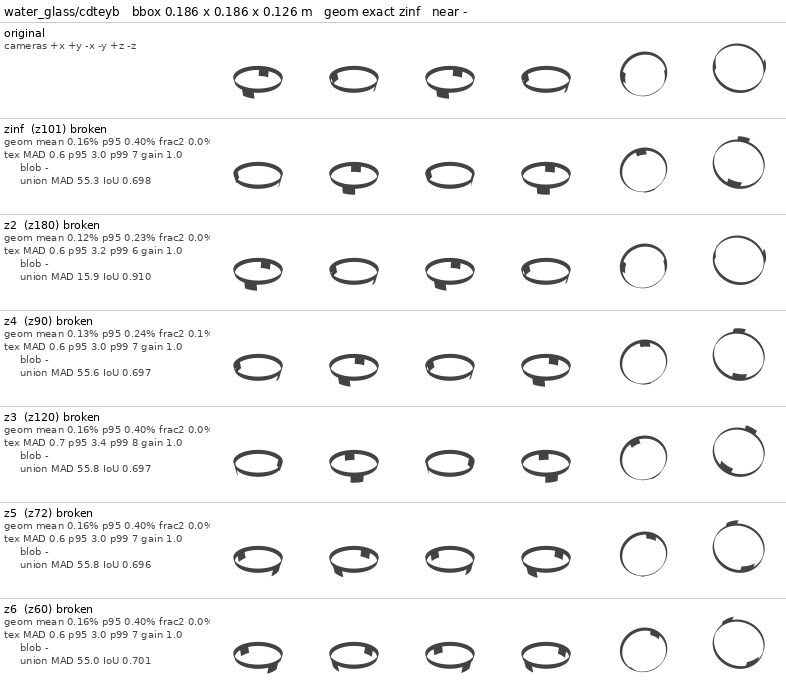 water_glass/cdteyb   bbox 0.186 x 0.186 x 0.126 m   geom exact zinf   near -
original
cameras +x +y -x -y +z -z
zinf  (z101) broken
geom mean 0.16% p95 0.40% frac2 0.0%
tex MAD 0.6 p95 3.0 p99 7 gain 1.0
blob -
union MAD 55.3 IoU 0.698
z2  (z180) broken
geom mean 0.12% p95 0.23% frac2 0.0%
tex MAD 0.6 p95 3.2 p99 6 gain 1.0
blob -
union MAD 15.9 IoU 0.910
z4  (z90) broken
geom mean 0.13% p95 0.24% frac2 0.1%
tex MAD 0.6 p95 3.0 p99 7 gain 1.0
blob -
union MAD 55.6 IoU 0.697
z3  (z120) broken
geom mean 0.16% p95 0.40% frac2 0.0%
tex MAD 0.7 p95 3.4 p99 8 gain 1.0
blob -
union MAD 55.8 IoU 0.697
z5  (z72) broken
geom mean 0.16% p95 0.40% frac2 0.0%
tex MAD 0.6 p95 3.0 p99 7 gain 1.0
blob -
union MAD 55.8 IoU 0.696
z6  (z60) broken
geom mean 0.16% p95 0.40% frac2 0.0%
tex MAD 0.6 p95 3.0 p99 7 gain 1.0
blob -
union MAD 55.0 IoU 0.701